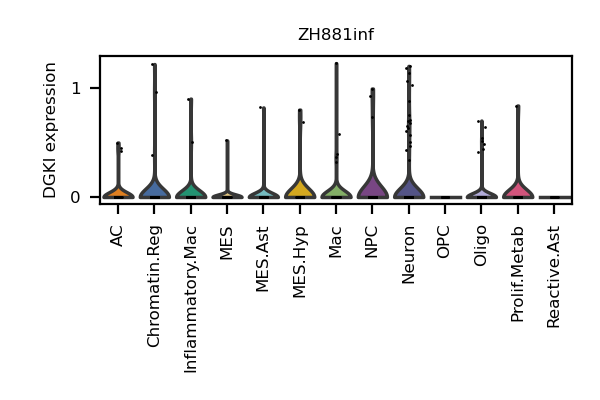 ZH881inf
DGKI expression
1
0
AC
Chromatin.Reg
Inflammatory.Mac
MES
MES.Ast
MES.Hyp
Mac
NPC
Neuron
OPC
Oligo
Prolif.Metab
Reactive.Ast